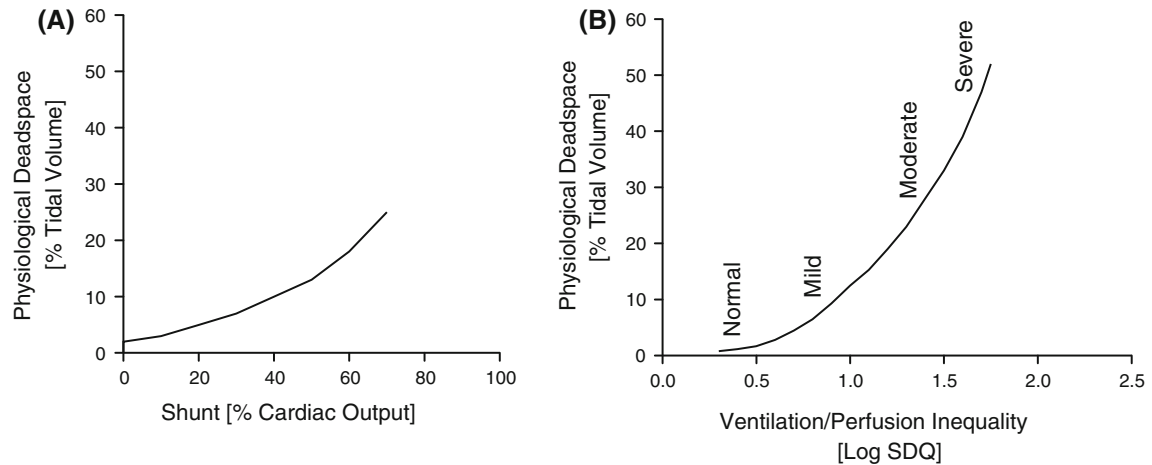 (A)
Physiological Deadspace
[% Tidal Volume]
60
50
40
30
20
10
0
0 20 40 60 80 100
Shunt [% Cardiac Output]
(B)
Physiological Deadspace
[% Tidal Volume]
60
50
40
30
20
10
0
Normal
Mild
Moderate
Severe
0.0 0.5 1.0 1.5 2.0 2.5
Ventilation/Perfusion Inequality
[Log SDQ]